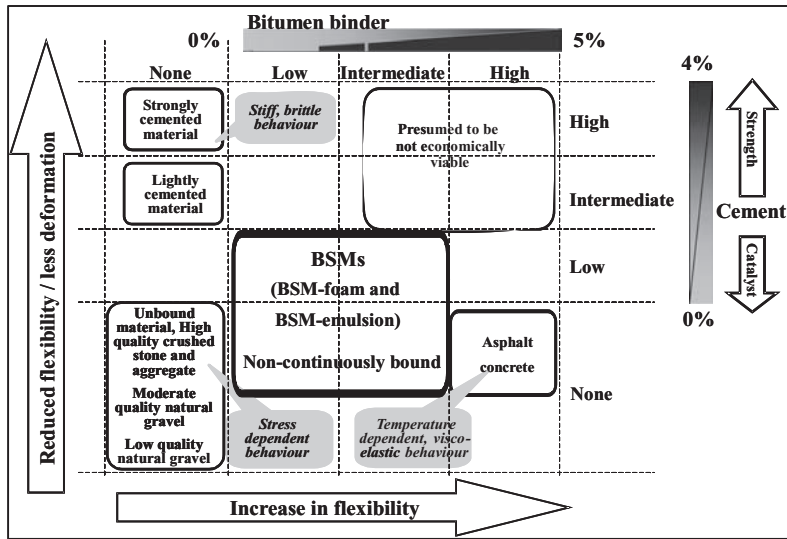 Bitumen binder
0%
5%
None
Low
Intermediate
High
4%
Strongly
cemented
material
Stiff, brittle
behaviour
Presumed to be
not economically
viable
High
Strength
Lightly
cemented
material
Intermediate
Cement
BSMs
(BSM-foam and
BSM-emulsion)
Non-continuously bound
Low
Catalyst
0%
Unbound
material, High
quality crushed
stone and
aggregate
Moderate
quality natural
gravel
Low quality
natural gravel
Asphalt
concrete
None
Stress
dependent
behaviour
Temperature
dependent, visco-
elastic behaviour
Reduced flexibility / less deformation
Increase in flexibility